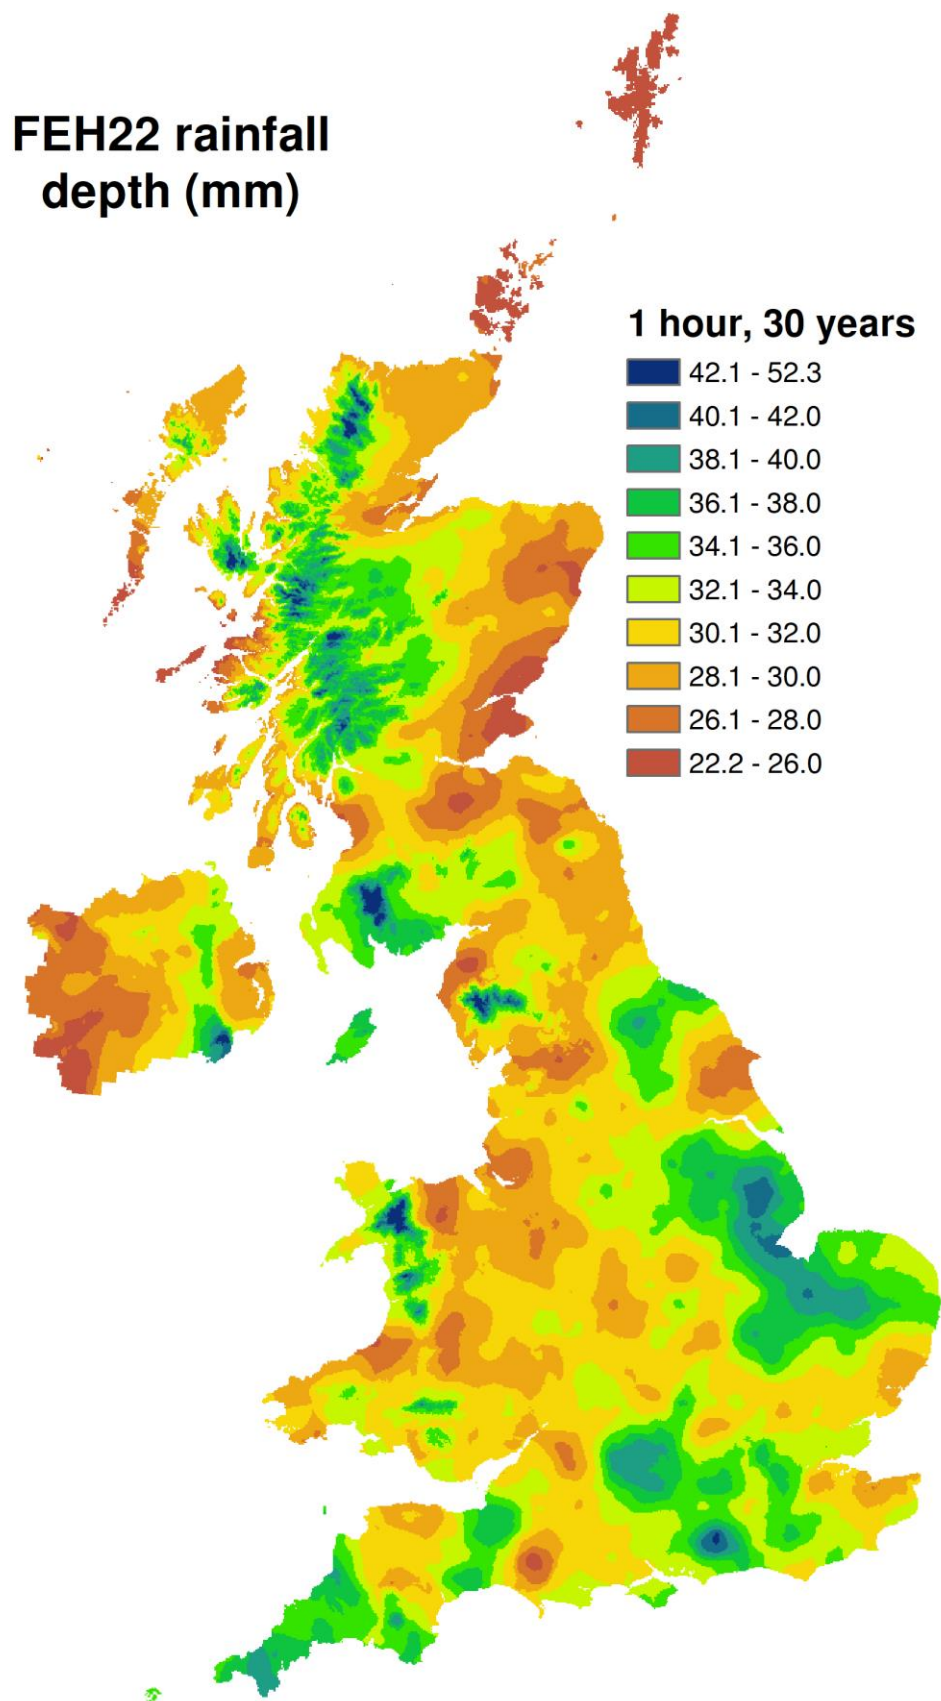 FEH22 rainfall
depth (mm)
1 hour, 30 years
42.1 - 52.3
40.1 - 42.0
38.1 - 40.0
36.1 - 38.0
34.1 - 36.0
32.1 - 34.0
30.1 - 32.0
28.1 - 30.0
26.1 - 28.0
22.2 - 26.0